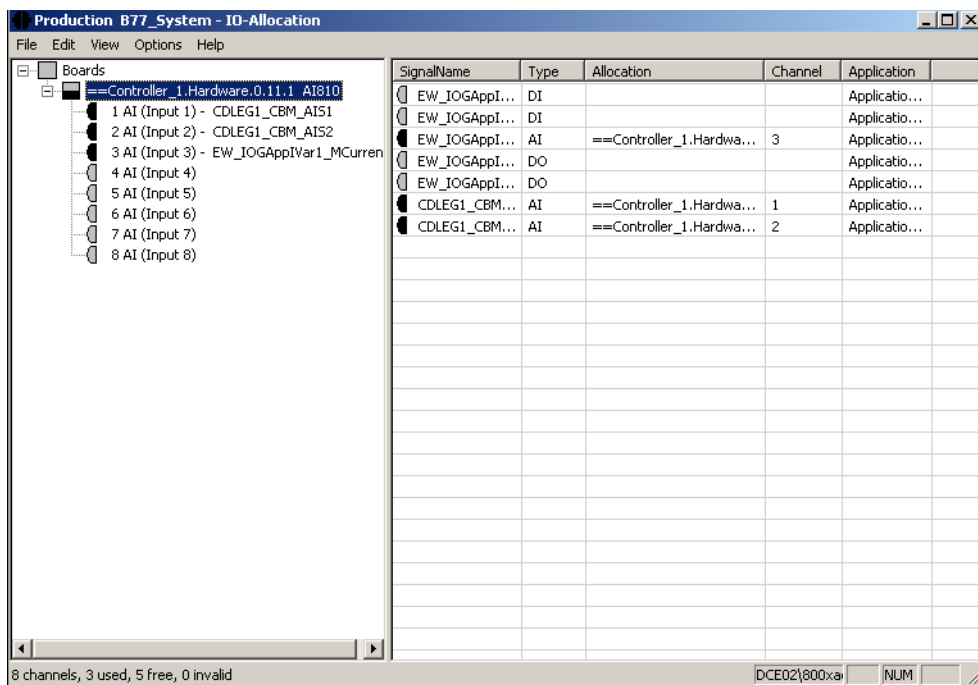 Production B77_System - IO-Allocation
File Edit View Options Help
Boards
==Controller_1.Hardware.0.11.1 AI810
1 AI (Input 1) - CDLEG1_CBM_AIS1
2 AI (Input 2) - CDLEG1_CBM_AIS2
3 AI (Input 3) - EW_IOGAppIVar1_MCurren
4 AI (Input 4)
5 AI (Input 5)
6 AI (Input 6)
7 AI (Input 7)
8 AI (Input 8)
SignalName Type Allocation Channel Application
EW_IOGAppI... DI Applicatio...
EW_IOGAppI... DI Applicatio...
EW_IOGAppI... AI ==Controller_1.Hardwa... 3 Applicatio...
EW_IOGAppI... DO Applicatio...
EW_IOGAppI... DO Applicatio...
CDLEG1_CBM... AI ==Controller_1.Hardwa... 1 Applicatio...
CDLEG1_CBM... AI ==Controller_1.Hardwa... 2 Applicatio...
8 channels, 3 used, 5 free, 0 invalid
DCE02\800xa NUM